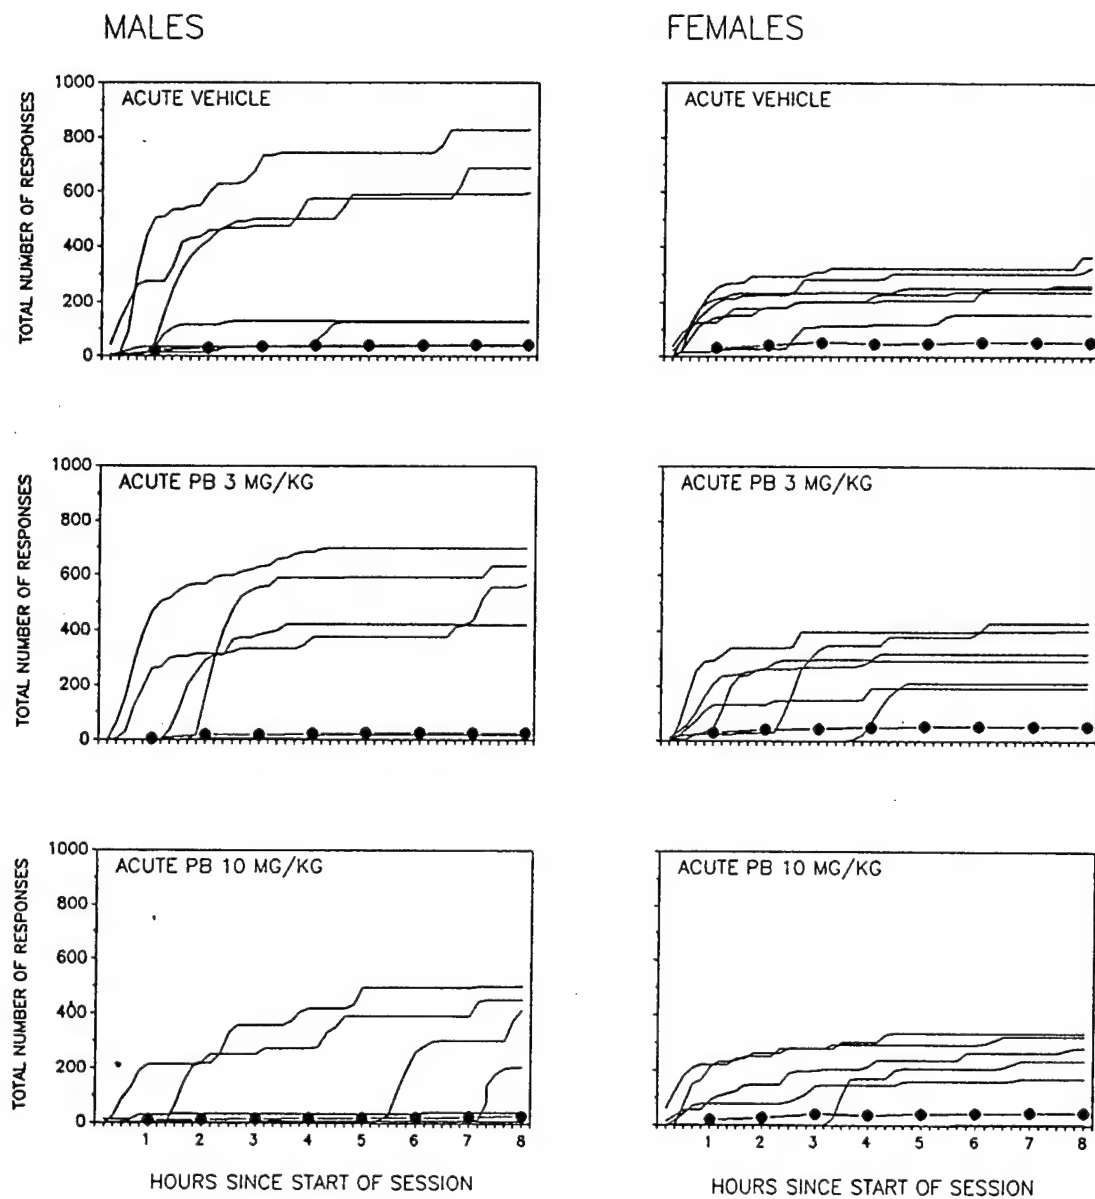 MALES
FEMALES
TOTAL NUMBER OF RESPONSES
1000
800
600
400
200
0
ACUTE VEHICLE
ACUTE VEHICLE
TOTAL NUMBER OF RESPONSES
1000
800
600
400
200
0
ACUTE PB 3 MG/KG
ACUTE PB 3 MG/KG
TOTAL NUMBER OF RESPONSES
1000
800
600
400
200
0
ACUTE PB 10 MG/KG
ACUTE PB 10 MG/KG
1 2 3 4 5 6 7 8
1 2 3 4 5 6 7 8
HOURS SINCE START OF SESSION
HOURS SINCE START OF SESSION